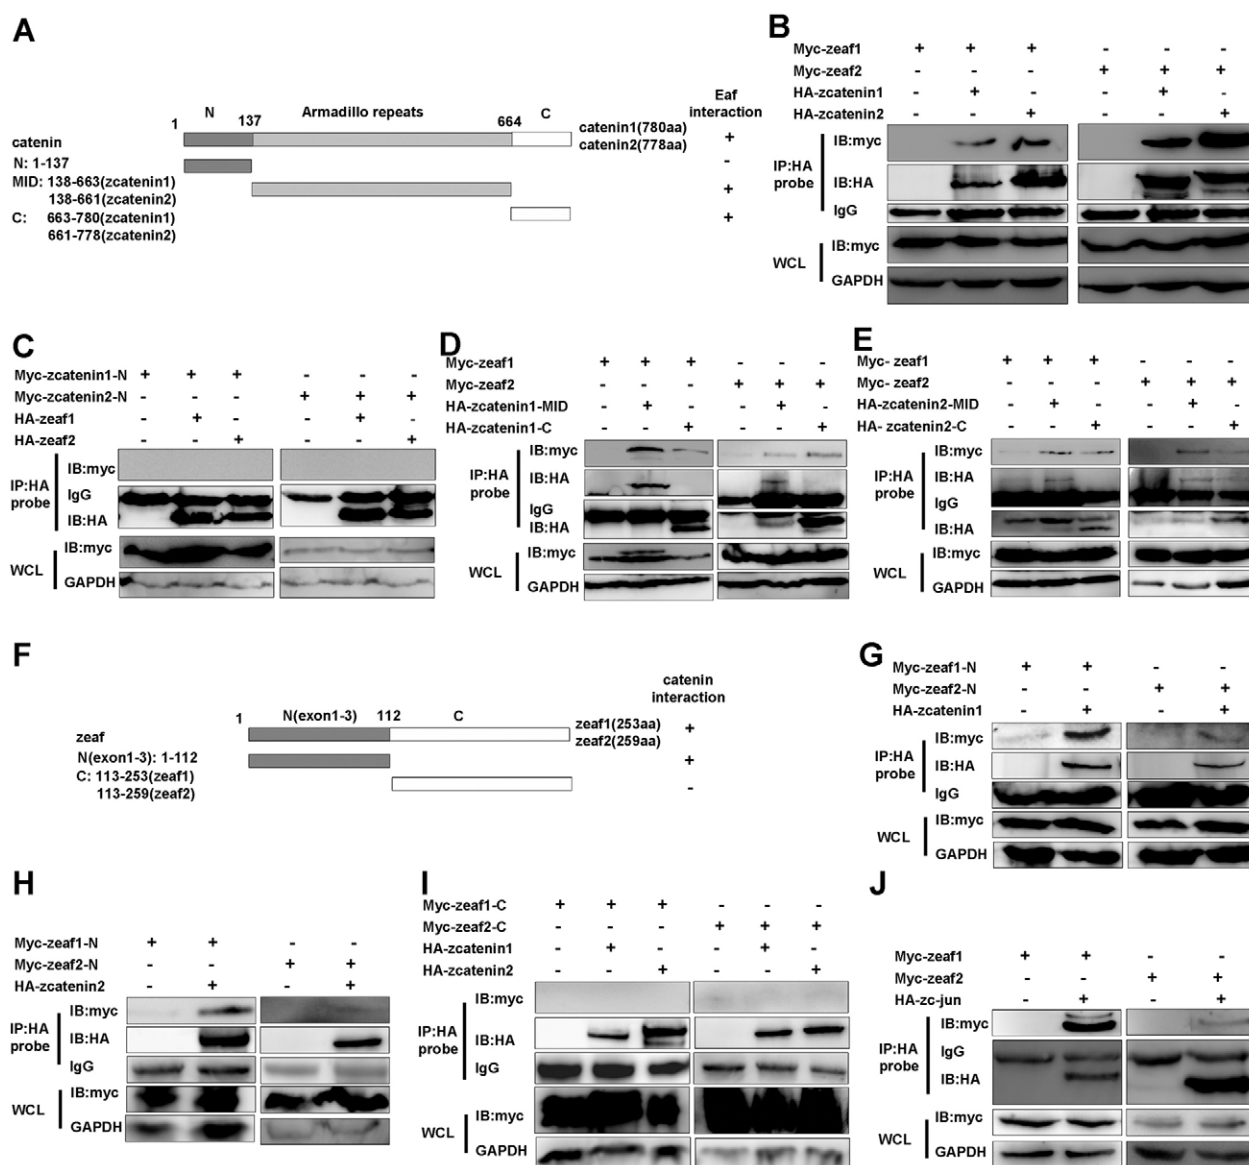 A
N
Armadillo repeats
C
Eaf
interaction
1
137
664
catenin
catenin1(780aa)
catenin2(778aa)
+
N: 1-137
-
MID: 138-663(zcatenin1)
138-661(zcatenin2)
+
C: 663-780(zcatenin1)
+
661-778(zcatenin2)
B
Myc-zeaf1 + + + - - -
Myc-zeaf2 - - - + + +
HA-zcatenin1 - + - - + -
HA-zcatenin2 - - + - - +
IP:HA
probe
IB:myc
IB:HA
IgG
WCL
IB:myc
GAPDH
C
Myc-zcatenin1-N + + + - - -
Myc-zcatenin2-N - - - + + +
HA-zeaf1 - + - - + -
HA-zeaf2 - - + - - +
IP:HA
probe
IB:myc
IgG
IB:HA
WCL
IB:myc
GAPDH
D
Myc-zeaf1 + + + - - -
Myc-zeaf2 - - - + + +
HA-zcatenin1-MID - + - - + -
HA-zcatenin1-C - - + - - +
IP:HA
probe
IB:myc
IB:HA
IgG
IB:HA
WCL
IB:myc
GAPDH
E
Myc- zeaf1 + + + - - -
Myc- zeaf2 - - - + + +
HA-zcatenin2-MID - + - - + -
HA- zcatenin2-C - - + - - +
IP:HA
probe
IB:myc
IB:HA
IgG
IB:HA
WCL
IB:myc
GAPDH
F
catenin
interaction
1
N(exon1-3)
112
C
zeaf
zeaf1(253aa)
zeaf2(259aa)
+
N(exon1-3): 1-112
+
C: 113-253(zeaf1)
113-259(zeaf2)
-
G
Myc-zeaf1-N + + - -
Myc-zeaf2-N - - + +
HA-zcatenin1 - + - +
IP:HA
probe
IB:myc
IB:HA
IgG
WCL
IB:myc
GAPDH
H
Myc-zeaf1-N + + - -
Myc-zeaf2-N - - + +
HA-zcatenin2 - + - +
IP:HA
probe
IB:myc
IB:HA
IgG
WCL
IB:myc
GAPDH
I
Myc-zeaf1-C + + + - - -
Myc-zeaf2-C - - - + + +
HA-zcatenin1 - + - - + -
HA-zcatenin2 - - + - - +
IP:HA
probe
IB:myc
IB:HA
IgG
WCL
IB:myc
GAPDH
J
Myc-zeaf1 + + - -
Myc-zeaf2 - - + +
HA-zc-jun - + - +
IP:HA
probe
IB:myc
IgG
IB:HA
WCL
IB:myc
GAPDH